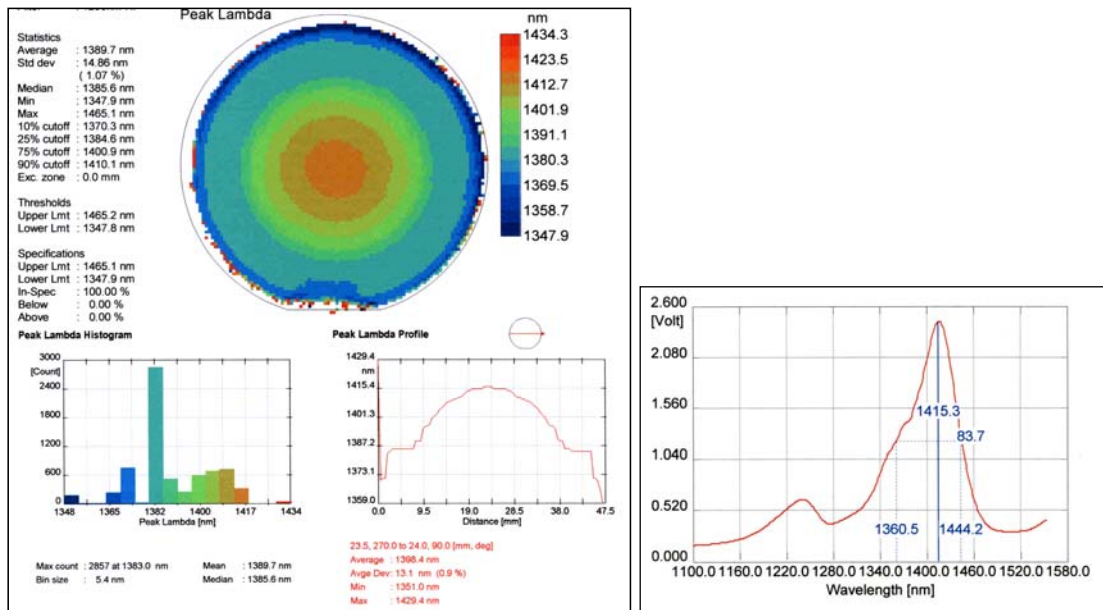 Peak Lambda
Statistics
Average : 1389.7 nm
Std dev : 14.86 nm
( 1.07 %)
Median : 1385.6 nm
Min : 1347.9 nm
Max : 1465.1 nm
10% cutoff : 1370.3 nm
25% cutoff : 1384.6 nm
75% cutoff : 1400.9 nm
90% cutoff : 1410.1 nm
Exc. zone : 0.0 mm
Thresholds
Upper Lmt : 1465.2 nm
Lower Lmt : 1347.8 nm
Specifications
Upper Lmt : 1465.1 nm
Lower Lmt : 1347.9 nm
In-Spec : 100.00 %
Below : 0.00 %
Above : 0.00 %
nm
1434.3
1423.5
1412.7
1401.9
1391.1
1380.3
1369.5
1358.7
1347.9
Peak Lambda Histogram
3000
[Count]
2400
1800
1200
600
0
1348 1365 1382 1400 1417 1434
Peak Lambda [nm]
Max count : 2857 at 1383.0 nm Mean : 1389.7 nm
Bin size : 5.4 nm Median : 1385.6 nm
Peak Lambda Profile
1429.4
nm
1415.4
1401.3
1387.2
1373.1
1359.0
0.0 9.5 19.0 28.5 38.0 47.5
Distance [mm]
23.5, 270.0 to 24.0, 90.0 [mm, deg]
Average : 1398.4 nm
Avge Dev: 13.1 nm (0.9 %)
Min : 1351.0 nm
Max : 1429.4 nm
2.600
[Volt]
2.080
1.560
1.040
0.520
0.000
1415.3
83.7
1360.5
1444.2
1100.0 1160.0 1220.0 1280.0 1340.0 1400.0 1460.0 1520.0 1580.0
Wavelength [nm]